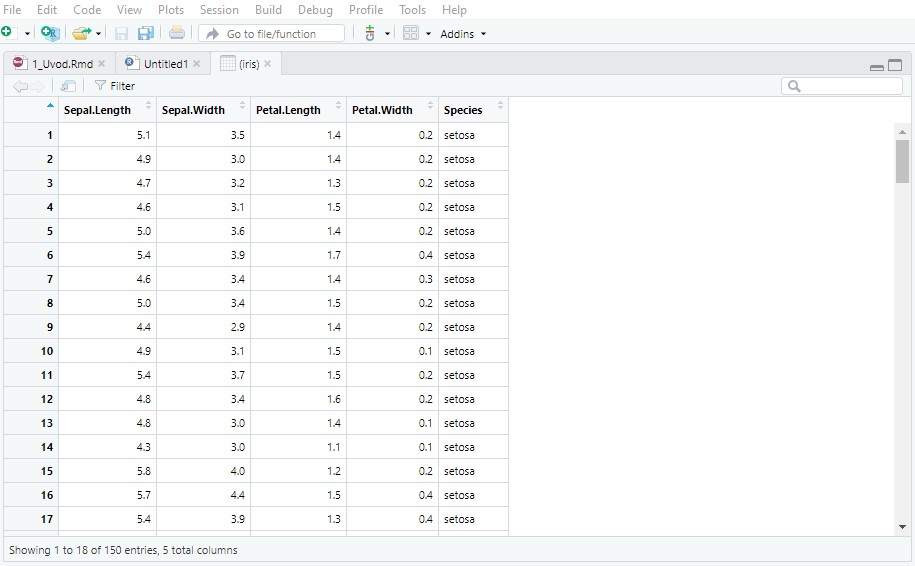 File Edit Code View Plots Session Build Debug Profile Tools Help
Go to file/function Addins
1_Uvod.Rmd Untitled1 (iris)
Filter
Sepal.Length Sepal.Width Petal.Length Petal.Width Species
1 5.1 3.5 1.4 0.2 setosa
2 4.9 3.0 1.4 0.2 setosa
3 4.7 3.2 1.3 0.2 setosa
4 4.6 3.1 1.5 0.2 setosa
5 5.0 3.6 1.4 0.2 setosa
6 5.4 3.9 1.7 0.4 setosa
7 4.6 3.4 1.4 0.3 setosa
8 5.0 3.4 1.5 0.2 setosa
9 4.4 2.9 1.4 0.2 setosa
10 4.9 3.1 1.5 0.1 setosa
11 5.4 3.7 1.5 0.2 setosa
12 4.8 3.4 1.6 0.2 setosa
13 4.8 3.0 1.4 0.1 setosa
14 4.3 3.0 1.1 0.1 setosa
15 5.8 4.0 1.2 0.2 setosa
16 5.7 4.4 1.5 0.4 setosa
17 5.4 3.9 1.3 0.4 setosa
Showing 1 to 18 of 150 entries, 5 total columns